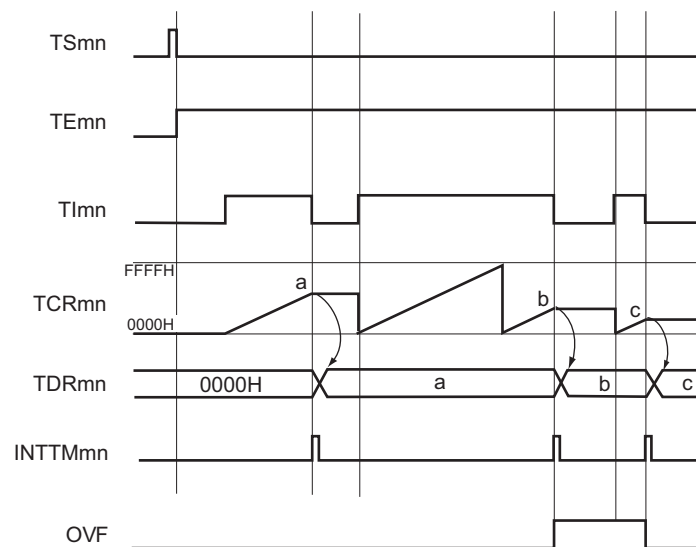 TSmn
TEmn
TImn
FFFFH
a
b
c
TCRmn
0000H
TDRmn
0000H
a
b
c
INTTMmn
OVF